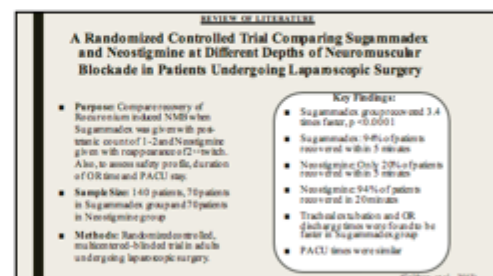 REVIEW OF LITERATURE
A Randomized Controlled Trial Comparing Sugammadex
and Neostigmine at Different Depths of Neuromuscular
Blockade in Patients Undergoing Laparoscopic Surgery
■ Purpose: Compare recovery of
Rocuronium induced NMB when
Sugammadex was given with post-
tetanic count of 1-2 and Neostigmine
given with reappearance of 2nd twitch.
Also, to assess safety profile, duration
of OR time and PACU stay.
■ Sample Size: 140 patients, 70 patients
in Sugammadex group and 70 patients
in Neostigmine group
■ Methods: Randomized controlled,
multicentered-blinded trial in adults
undergoing laparoscopic surgery.
Key Findings:
■ Sugammadex group recovered 3.4
times faster, p <0.0001
■ Sugammadex: 94% of patients
recovered within 5 minutes
■ Neostigmine: Only 20% of patients
recovered within 5 minutes
■ Neostigmine: 94% of patients
recovered in 20 minutes
■ Tracheal extubation and OR
discharge times were found to be
faster in Sugammadex group
■ PACU times were similar